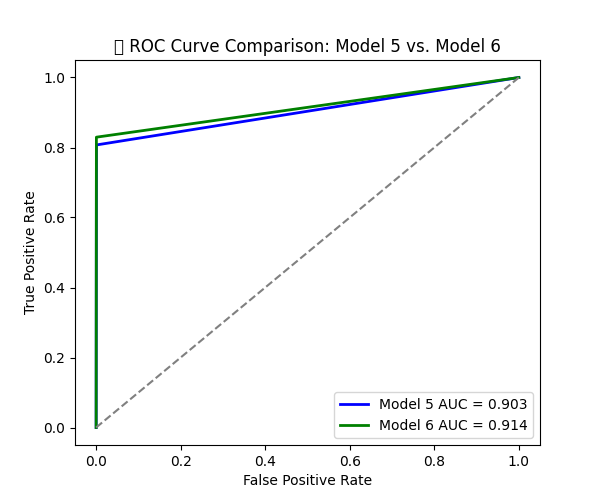 ROC Curve Comparison: Model 5 vs. Model 6
1.0
0.8
0.6
0.4
0.2
0.0
True Positive Rate
Model 5 AUC = 0.903
Model 6 AUC = 0.914
0.0 0.2 0.4 0.6 0.8 1.0
False Positive Rate